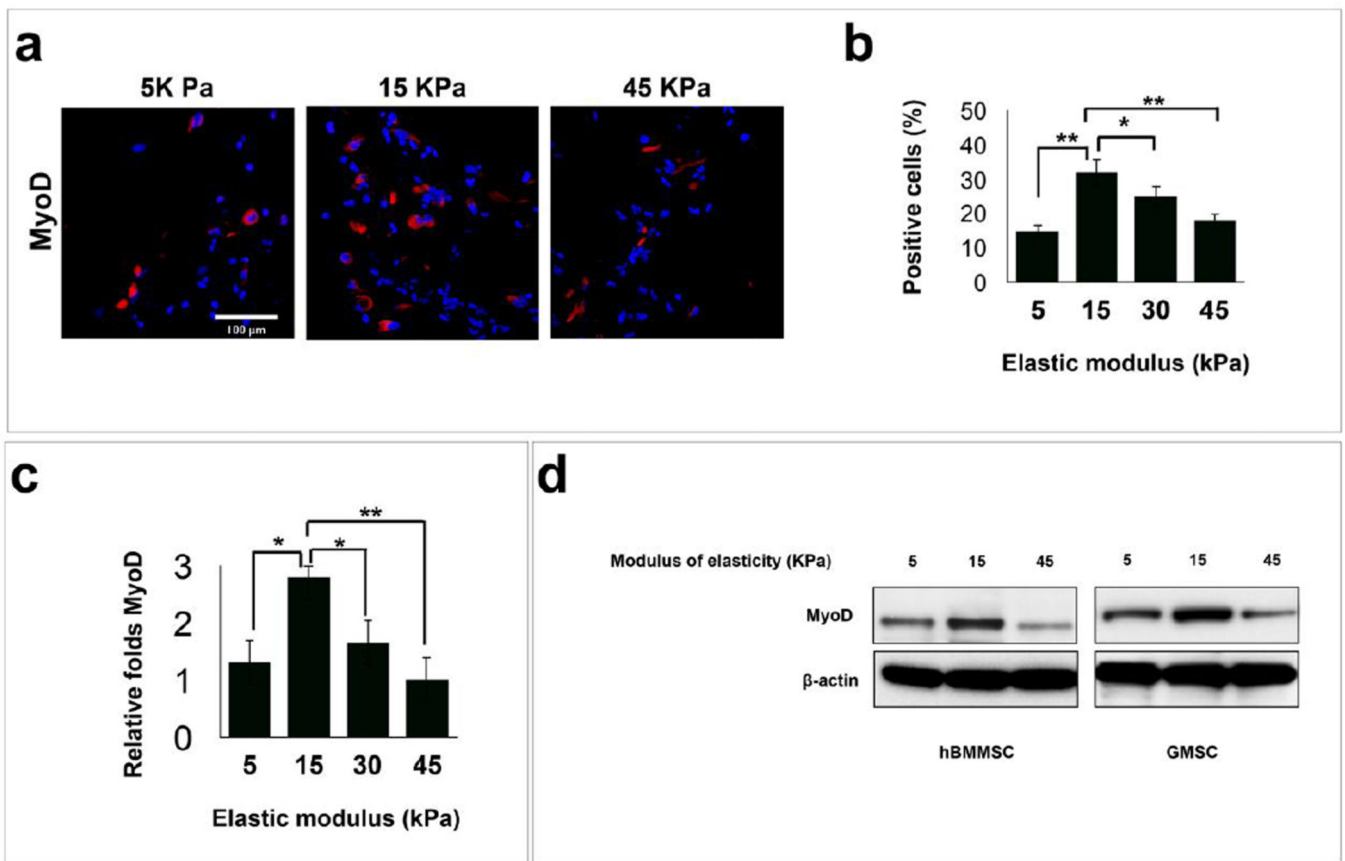 a
5K Pa 15 KPa 45 KPa
MyoD
100 µm
b
Positive cells (%)
50
40
30
20
10
0
**
*
**
5 15 30 45
Elastic modulus (kPa)
c
Relative folds MyoD
3
2
1
0
**
* *
5 15 30 45
Elastic modulus (kPa)
d
Modulus of elasticity (KPa) 5 15 45 5 15 45
MyoD
β-actin
hBMMSC GMSC